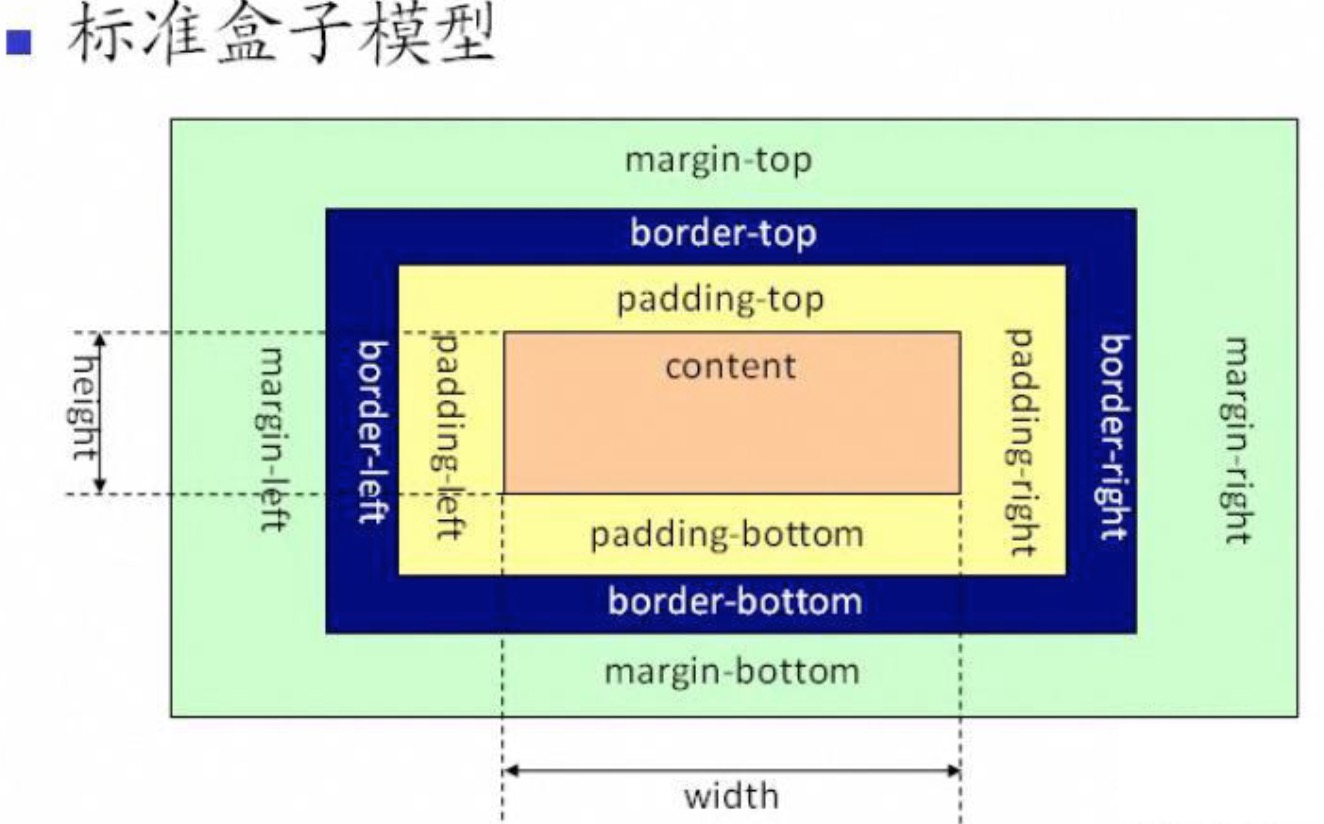 标准盒子模型
margin-top
border-top
padding-top
content
height
margin-left
border-left
padding-left
padding-right
border-right
margin-right
padding-bottom
border-bottom
margin-bottom
width